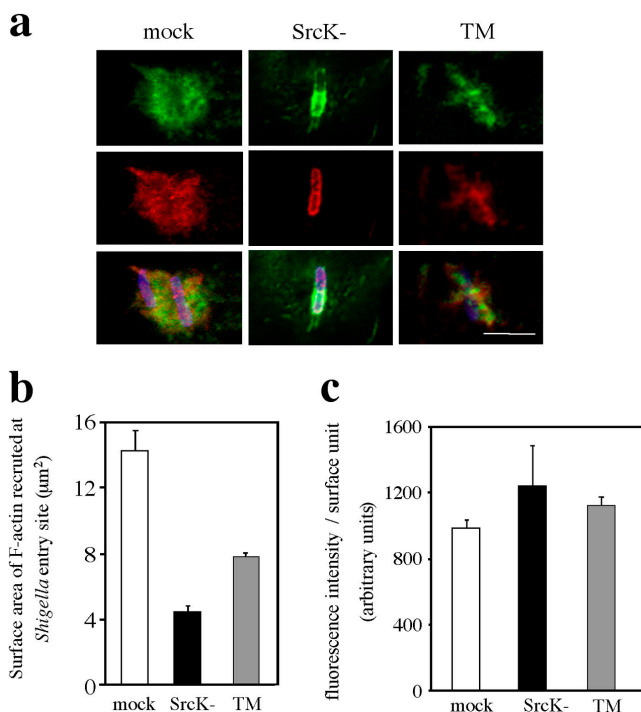 a
mock SrcK- TM
b
Surface area of F-actin recruted at
Shigella entry site (μm²)
16
12
8
4
0
mock SrcK- TM
c
fluorescence intensity / surface unit
(arbitrary units)
1600
1200
800
400
0
mock SrcK- TM